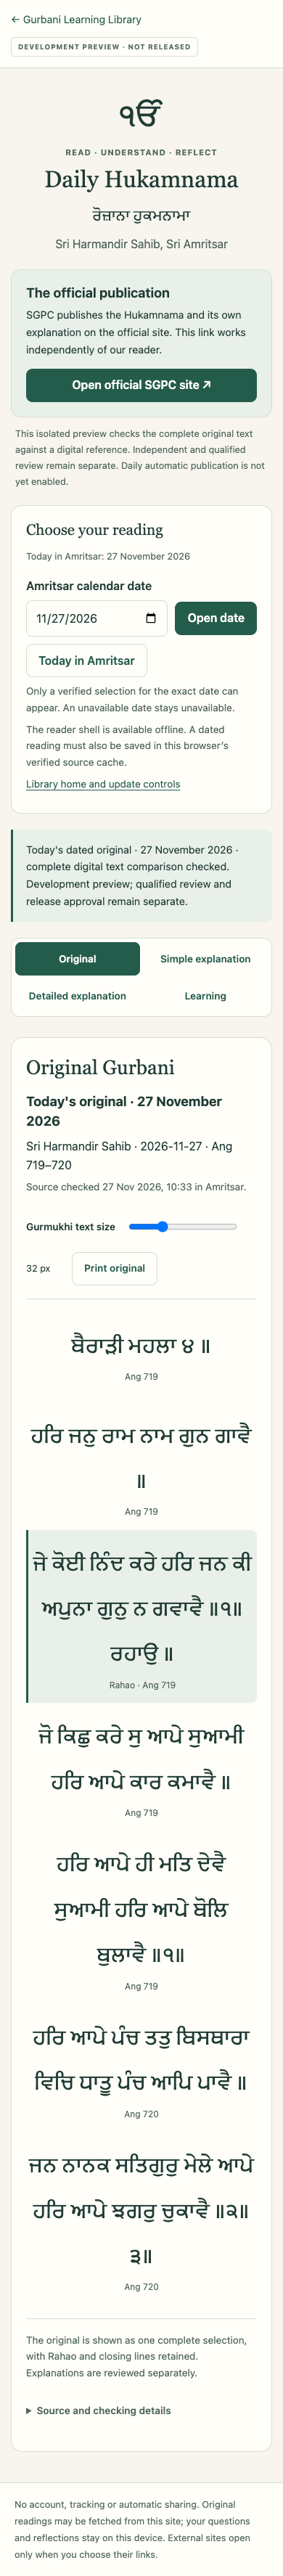 ← Gurbani Learning Library
DEVELOPMENT PREVIEW · NOT RELEASED
ੴ
READ · UNDERSTAND · REFLECT
Daily Hukamnama
ਰੋਜ਼ਾਨਾ ਹੁਕਮਨਾਮਾ
Sri Harmandir Sahib, Sri Amritsar
The official publication
SGPC publishes the Hukamnama and its own
explanation on the official site. This link works
independently of our reader.
Open official SGPC site ↗
This isolated preview checks the complete original text
against a digital reference. Independent and qualified
review remain separate. Daily automatic publication is not
yet enabled.
Choose your reading
Today in Amritsar: 27 November 2026
Amritsar calendar date
11/27/2026
Open date
Today in Amritsar
Only a verified selection for the exact date can
appear. An unavailable date stays unavailable.
The reader shell is available offline. A dated
reading must also be saved in this browser's
verified source cache.
Library home and update controls
Today's dated original · 27 November 2026 ·
complete digital text comparison checked.
Development preview; qualified review and
release approval remain separate.
Original
Simple explanation
Detailed explanation
Learning
Original Gurbani
Today's original · 27 November
2026
Sri Harmandir Sahib · 2026-11-27 · Ang
719–720
Source checked 27 Nov 2026, 10:33 in Amritsar.
Gurmukhi text size
32 px
Print original
ਬੈਰਾੜੀ ਮਹਲਾ ੪ ॥
Ang 719
ਹਰਿ ਜਨੁ ਰਾਮ ਨਾਮ ਗੁਨ ਗਾਵੈ
॥
Ang 719
ਜੇ ਕੋਈ ਨਿੰਦ ਕਰੇ ਹਰਿ ਜਨ ਕੀ
ਅਪੁਨਾ ਗੁਨੁ ਨ ਗਵਾਵੈ ॥੧॥
ਰਹਾਉ ॥
Rahao · Ang 719
ਜੋ ਕਿਛੁ ਕਰੇ ਸੁ ਆਪੇ ਸੁਆਮੀ
ਹਰਿ ਆਪੇ ਕਾਰ ਕਮਾਵੈ ॥
Ang 719
ਹਰਿ ਆਪੇ ਹੀ ਮਤਿ ਦੇਵੈ
ਸੁਆਮੀ ਹਰਿ ਆਪੇ ਬੋਲਿ
ਬੁਲਾਵੈ ॥੧॥
Ang 719
ਹਰਿ ਆਪੇ ਪੰਚ ਤਤੁ ਬਿਸਥਾਰਾ
ਵਿਚਿ ਧਾਤੂ ਪੰਚ ਆਪਿ ਪਾਵੈ ॥
Ang 720
ਜਨ ਨਾਨਕ ਸਤਿਗੁਰੁ ਮੇਲੇ ਆਪੇ
ਹਰਿ ਆਪੇ ਝਗਰੁ ਚੁਕਾਵੈ ॥੨॥
੩॥
Ang 720
The original is shown as one complete selection,
with Rahao and closing lines retained.
Explanations are reviewed separately.
▶ Source and checking details
No account, tracking or automatic sharing. Original
readings may be fetched from this site; your questions
and reflections stay on this device. External sites open
only when you choose their links.